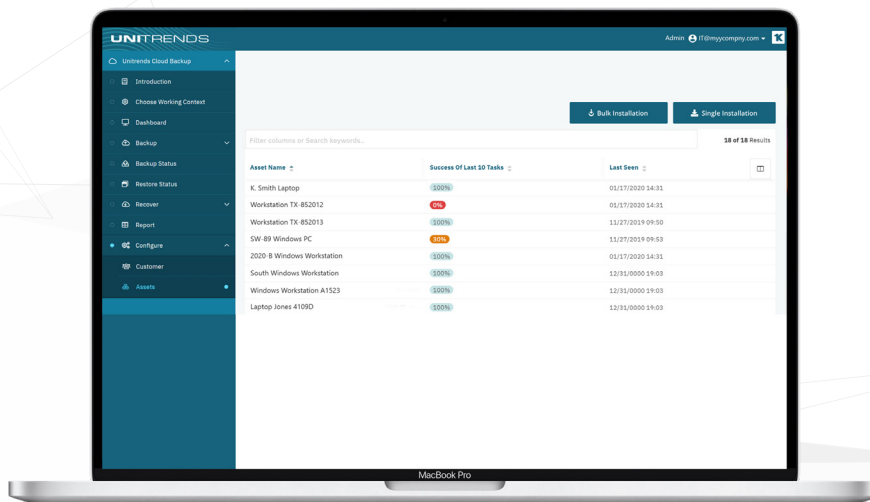 UNITRENDS
Admin IT@myycompny.com
Unitrends Cloud Backup
Introduction
Choose Working Context
Dashboard
Backup
Backup Status
Restore Status
Recover
Report
Configure
Customer
Assets
Bulk Installation Single Installation
Filter columns or Search keywords..
18 of 18 Results
Asset Name Success Of Last 10 Tasks Last Seen
K. Smith Laptop 100% 01/17/2020 14:31
Workstation TX-852012 0% 01/17/2020 14:31
Workstation TX-852013 100% 11/27/2019 09:50
SW-89 Windows PC 30% 11/27/2019 09:53
2020-B Windows Workstation 100% 01/17/2020 14:31
South Windows Workstation 100% 12/31/0000 19:03
Windows Workstation A1523 100% 12/31/0000 19:03
Laptop Jones 4109D 100% 12/31/0000 19:03
MacBook Pro